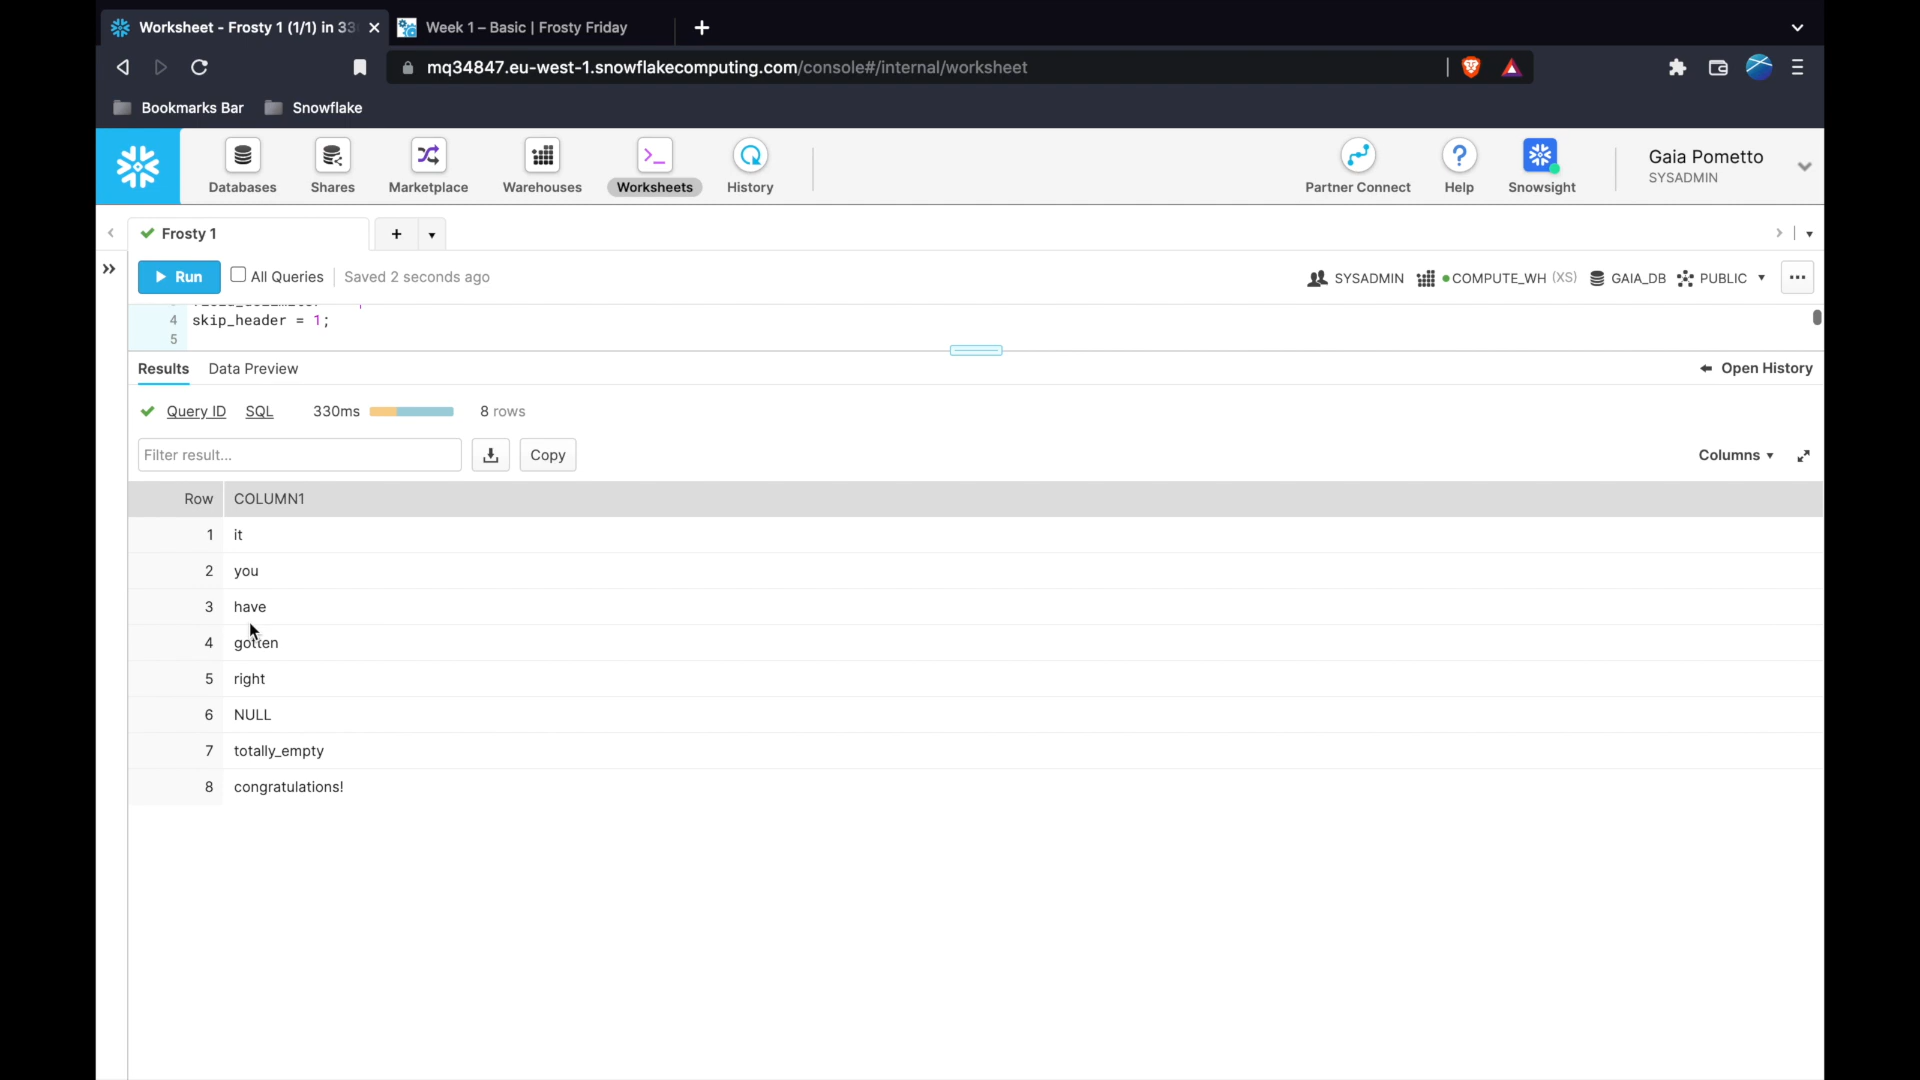 Worksheet - Frosty 1 (1/1) in 33
Week 1 – Basic | Frosty Friday
mq34847.eu-west-1.snowflakecomputing.com/console#/internal/worksheet
Bookmarks Bar
Snowflake
Databases
Shares
Marketplace
Warehouses
Worksheets
History
Partner Connect
Help
Snowsight
Gaia Pometto
SYSADMIN
Frosty 1
Run
All Queries
Saved 2 seconds ago
SYSADMIN
COMPUTE_WH (XS)
GAIA_DB
PUBLIC
4 skip_header = 1;
5
Results
Data Preview
Open History
Query ID
SQL
330ms
8 rows
Filter result...
Copy
Columns
Row COLUMN1
1 it
2 you
3 have
4 gotten
5 right
6 NULL
7 totally_empty
8 congratulations!